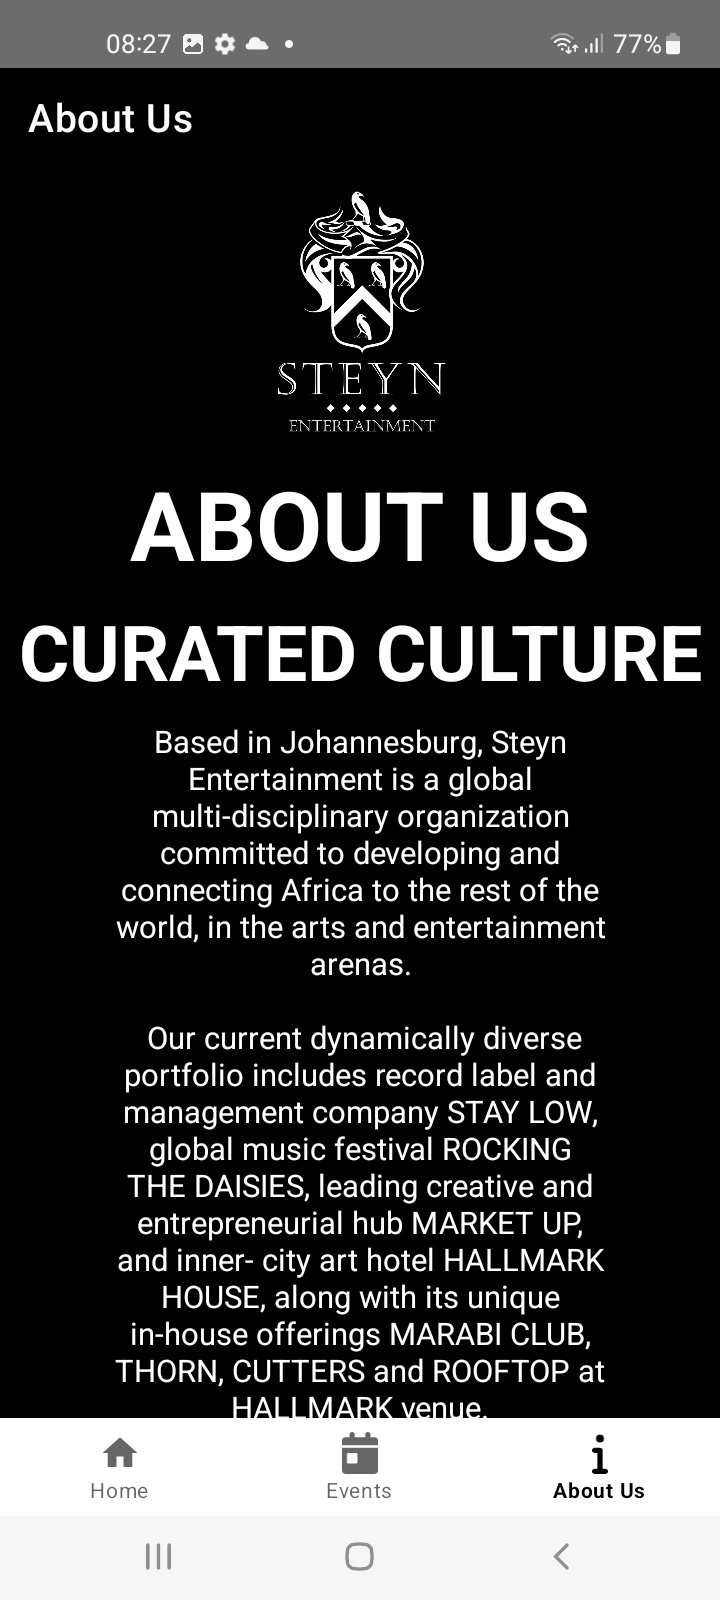 08:27
77%
About Us
STEYN
ENTERTAINMENT
ABOUT US
CURATED CULTURE
Based in Johannesburg, Steyn
Entertainment is a global
multi-disciplinary organization
committed to developing and
connecting Africa to the rest of the
world, in the arts and entertainment
arenas.
Our current dynamically diverse
portfolio includes record label and
management company STAY LOW,
global music festival ROCKING
THE DAISIES, leading creative and
entrepreneurial hub MARKET UP,
and inner- city art hotel HALLMARK
HOUSE, along with its unique
in-house offerings MARABI CLUB,
THORN, CUTTERS and ROOFTOP at
HALLMARK venue.
Home
Events
About Us